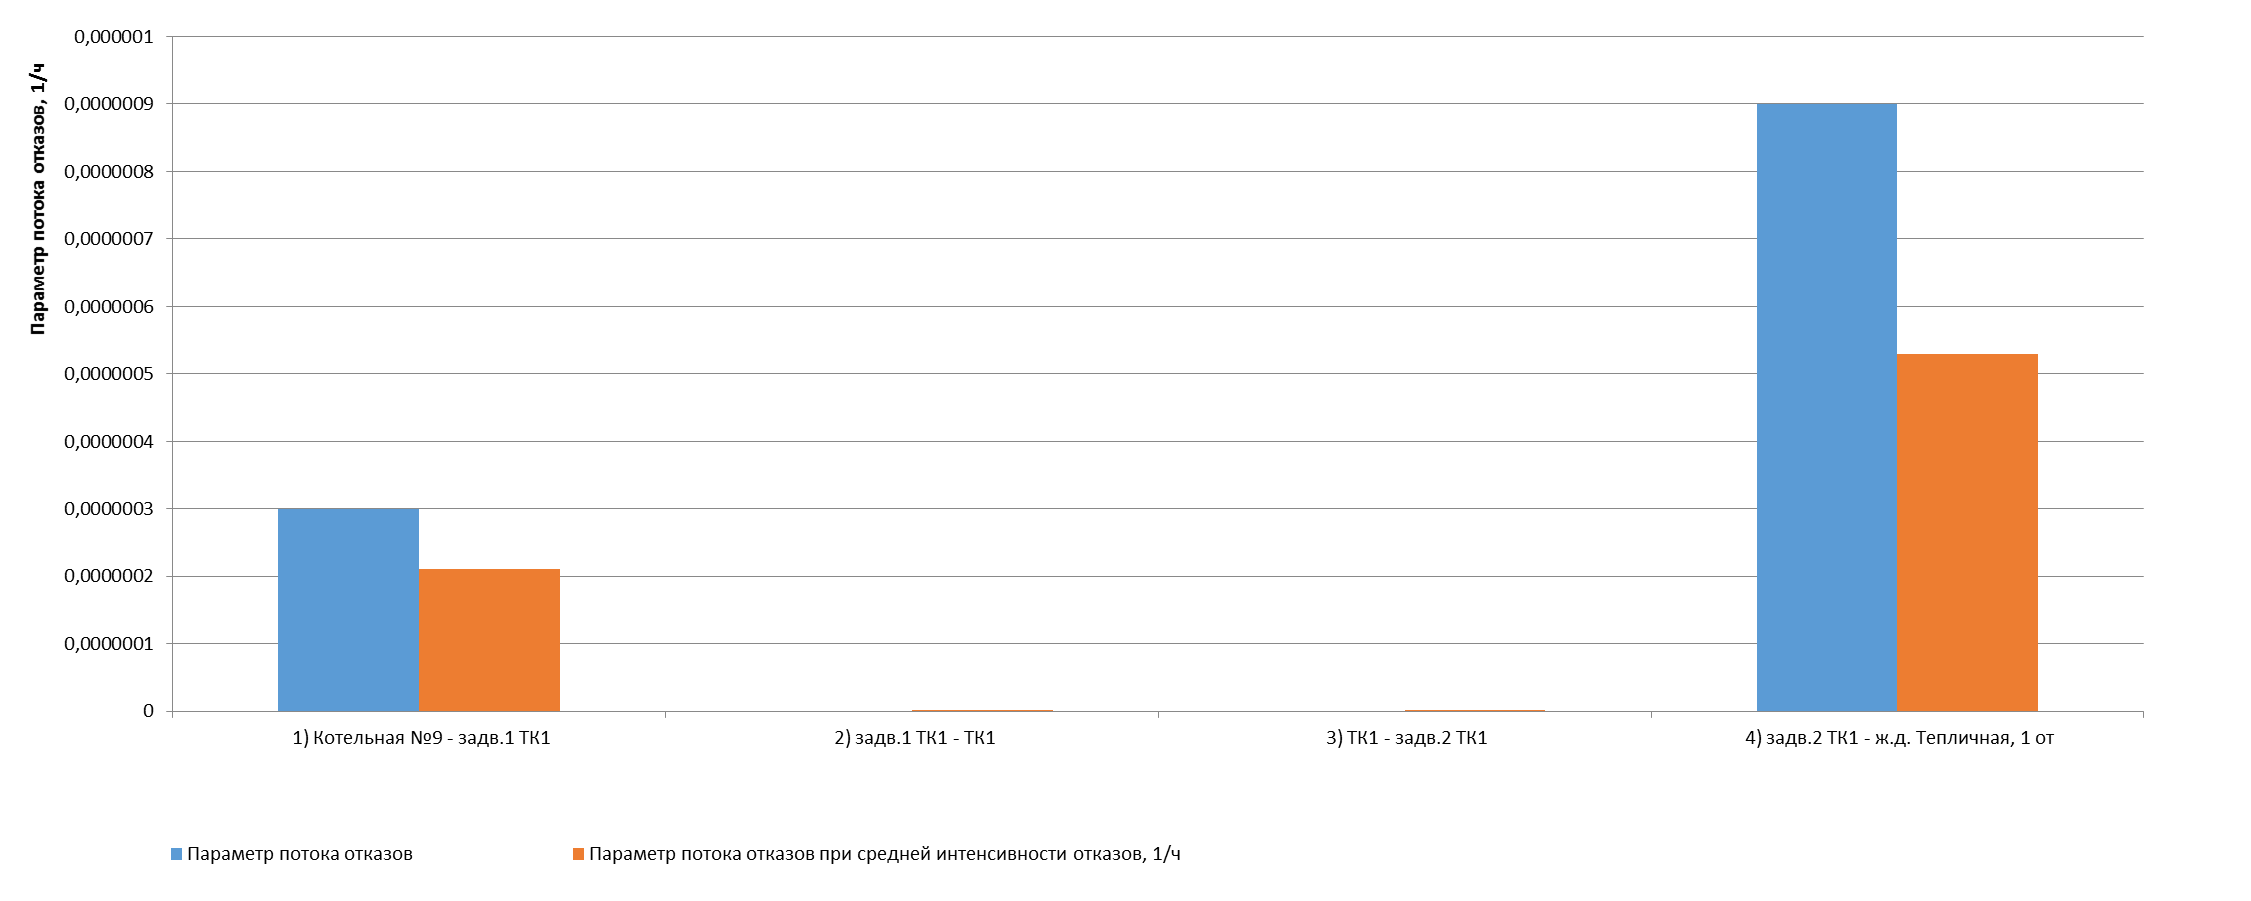 Параметр потока отказов, 1/ч
0,000001
0,0000009
0,0000008
0,0000007
0,0000006
0,0000005
0,0000004
0,0000003
0,0000002
0,0000001
0
1) Котельная №9 - задв.1 ТК1
2) задв.1 ТК1 - ТК1
3) ТК1 - задв.2 ТК1
4) задв.2 ТК1 - ж.д. Тепличная, 1 от
Параметр потока отказов
Параметр потока отказов при средней интенсивности отказов, 1/ч